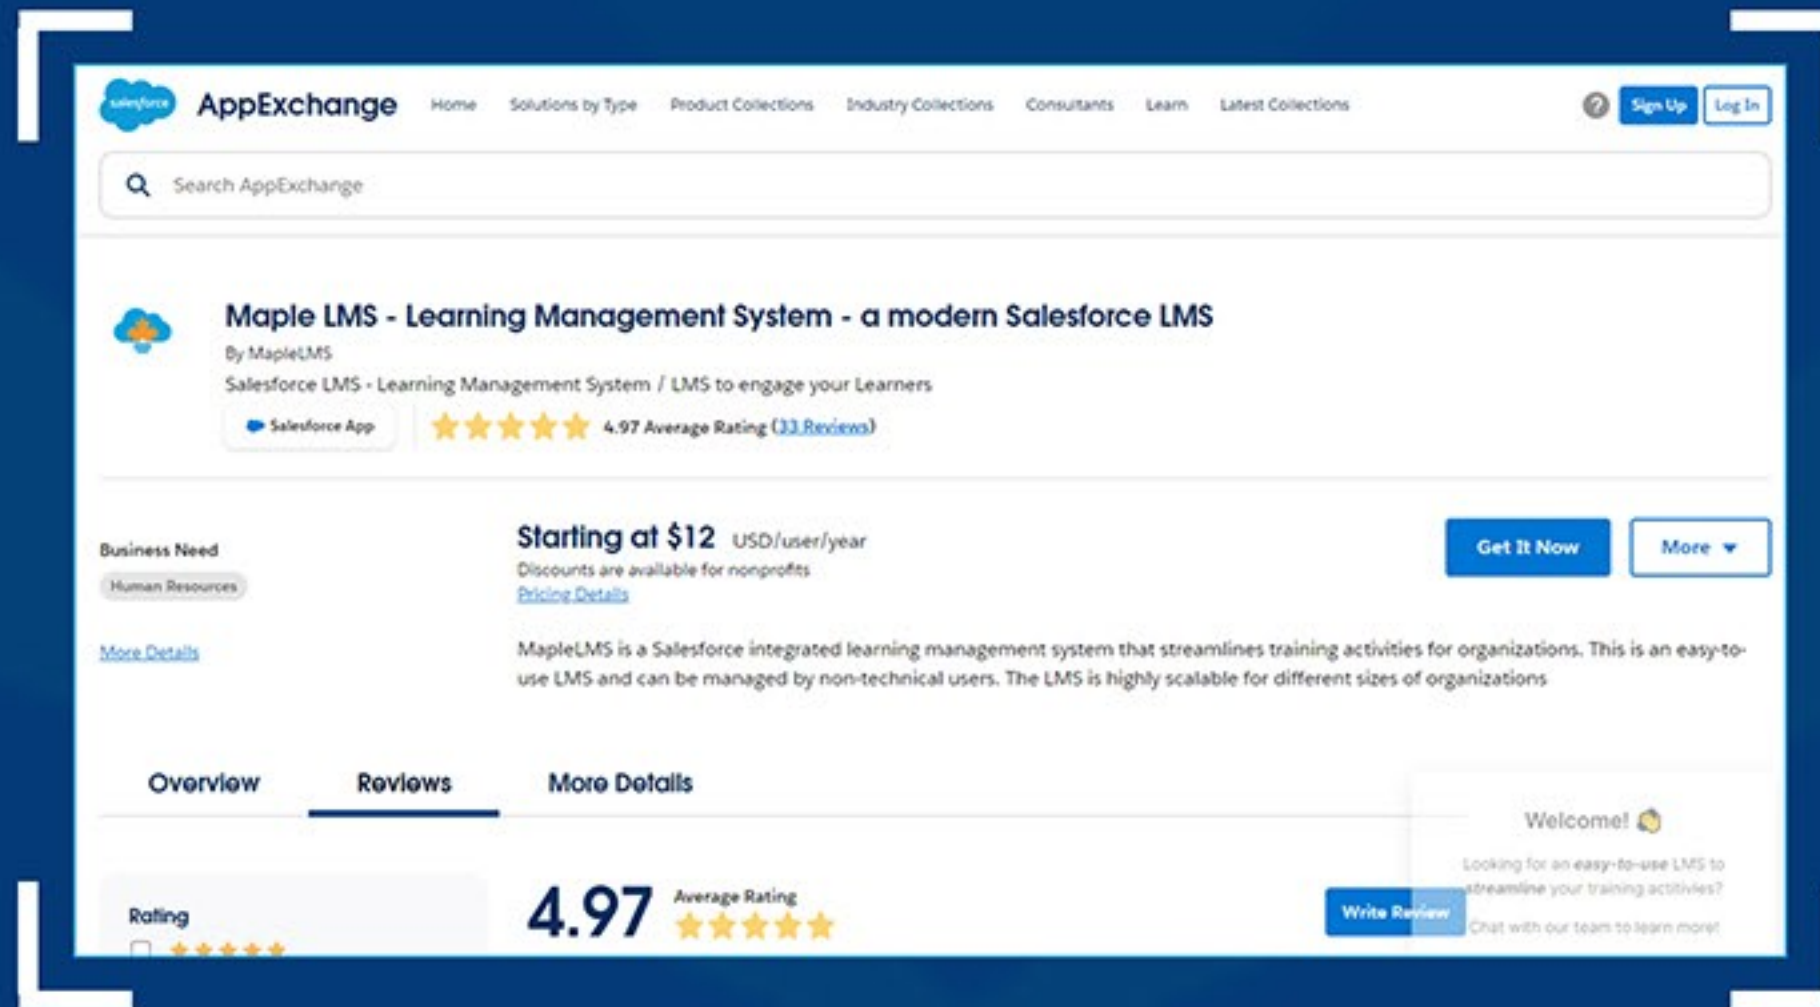 salesforce AppExchange Home Solutions by Type Product Collections Industry Collections Consultants Learn Latest Collections ? Sign Up Log In
Search AppExchange
Maple LMS - Learning Management System - a modern Salesforce LMS
By MapleLMS
Salesforce LMS - Learning Management System / LMS to engage your Learners
Salesforce App 4.97 Average Rating (33 Reviews)
Business Need
Human Resources
More Details
Starting at $12 USD/user/year
Discounts are available for nonprofits
Pricing Details
Get It Now More
MapleLMS is a Salesforce integrated learning management system that streamlines training activities for organizations. This is an easy-to-
use LMS and can be managed by non-technical users. The LMS is highly scalable for different sizes of organizations
Overview Reviews More Details
Rating
4.97 Average Rating
Write Review
Welcome!
Looking for an easy-to-use LMS to
streamline your training actitivies?
Chat with our team to learn more!